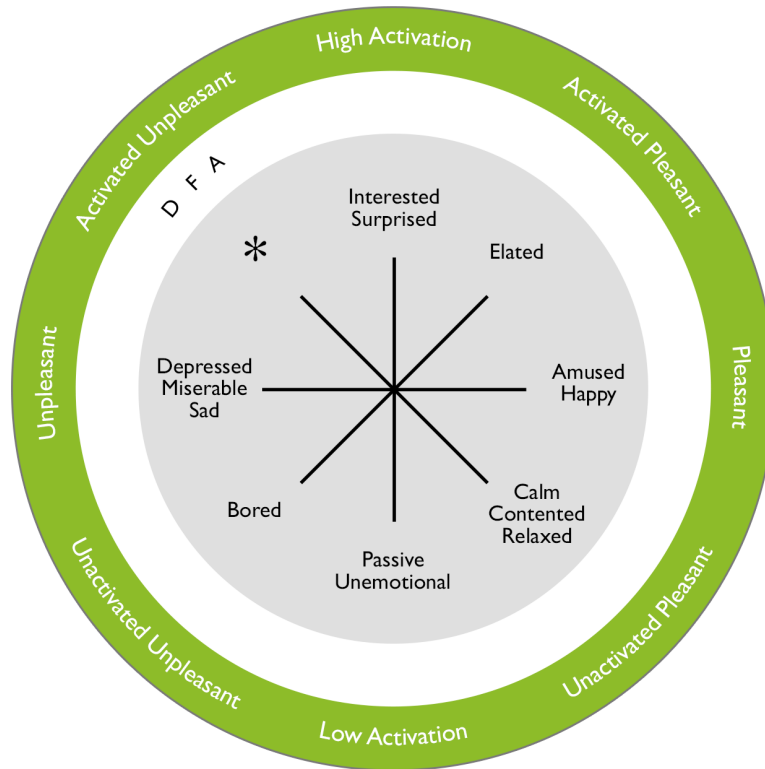 High Activation
Activated Unpleasant
Activated Pleasant
D F A
Interested
Surprised
*
Elated
Unpleasant
Depressed
Miserable
Sad
Amused
Happy
Pleasant
Bored
Calm
Contented
Relaxed
Passive
Unemotional
Unactivated Unpleasant
Unactivated Pleasant
Low Activation